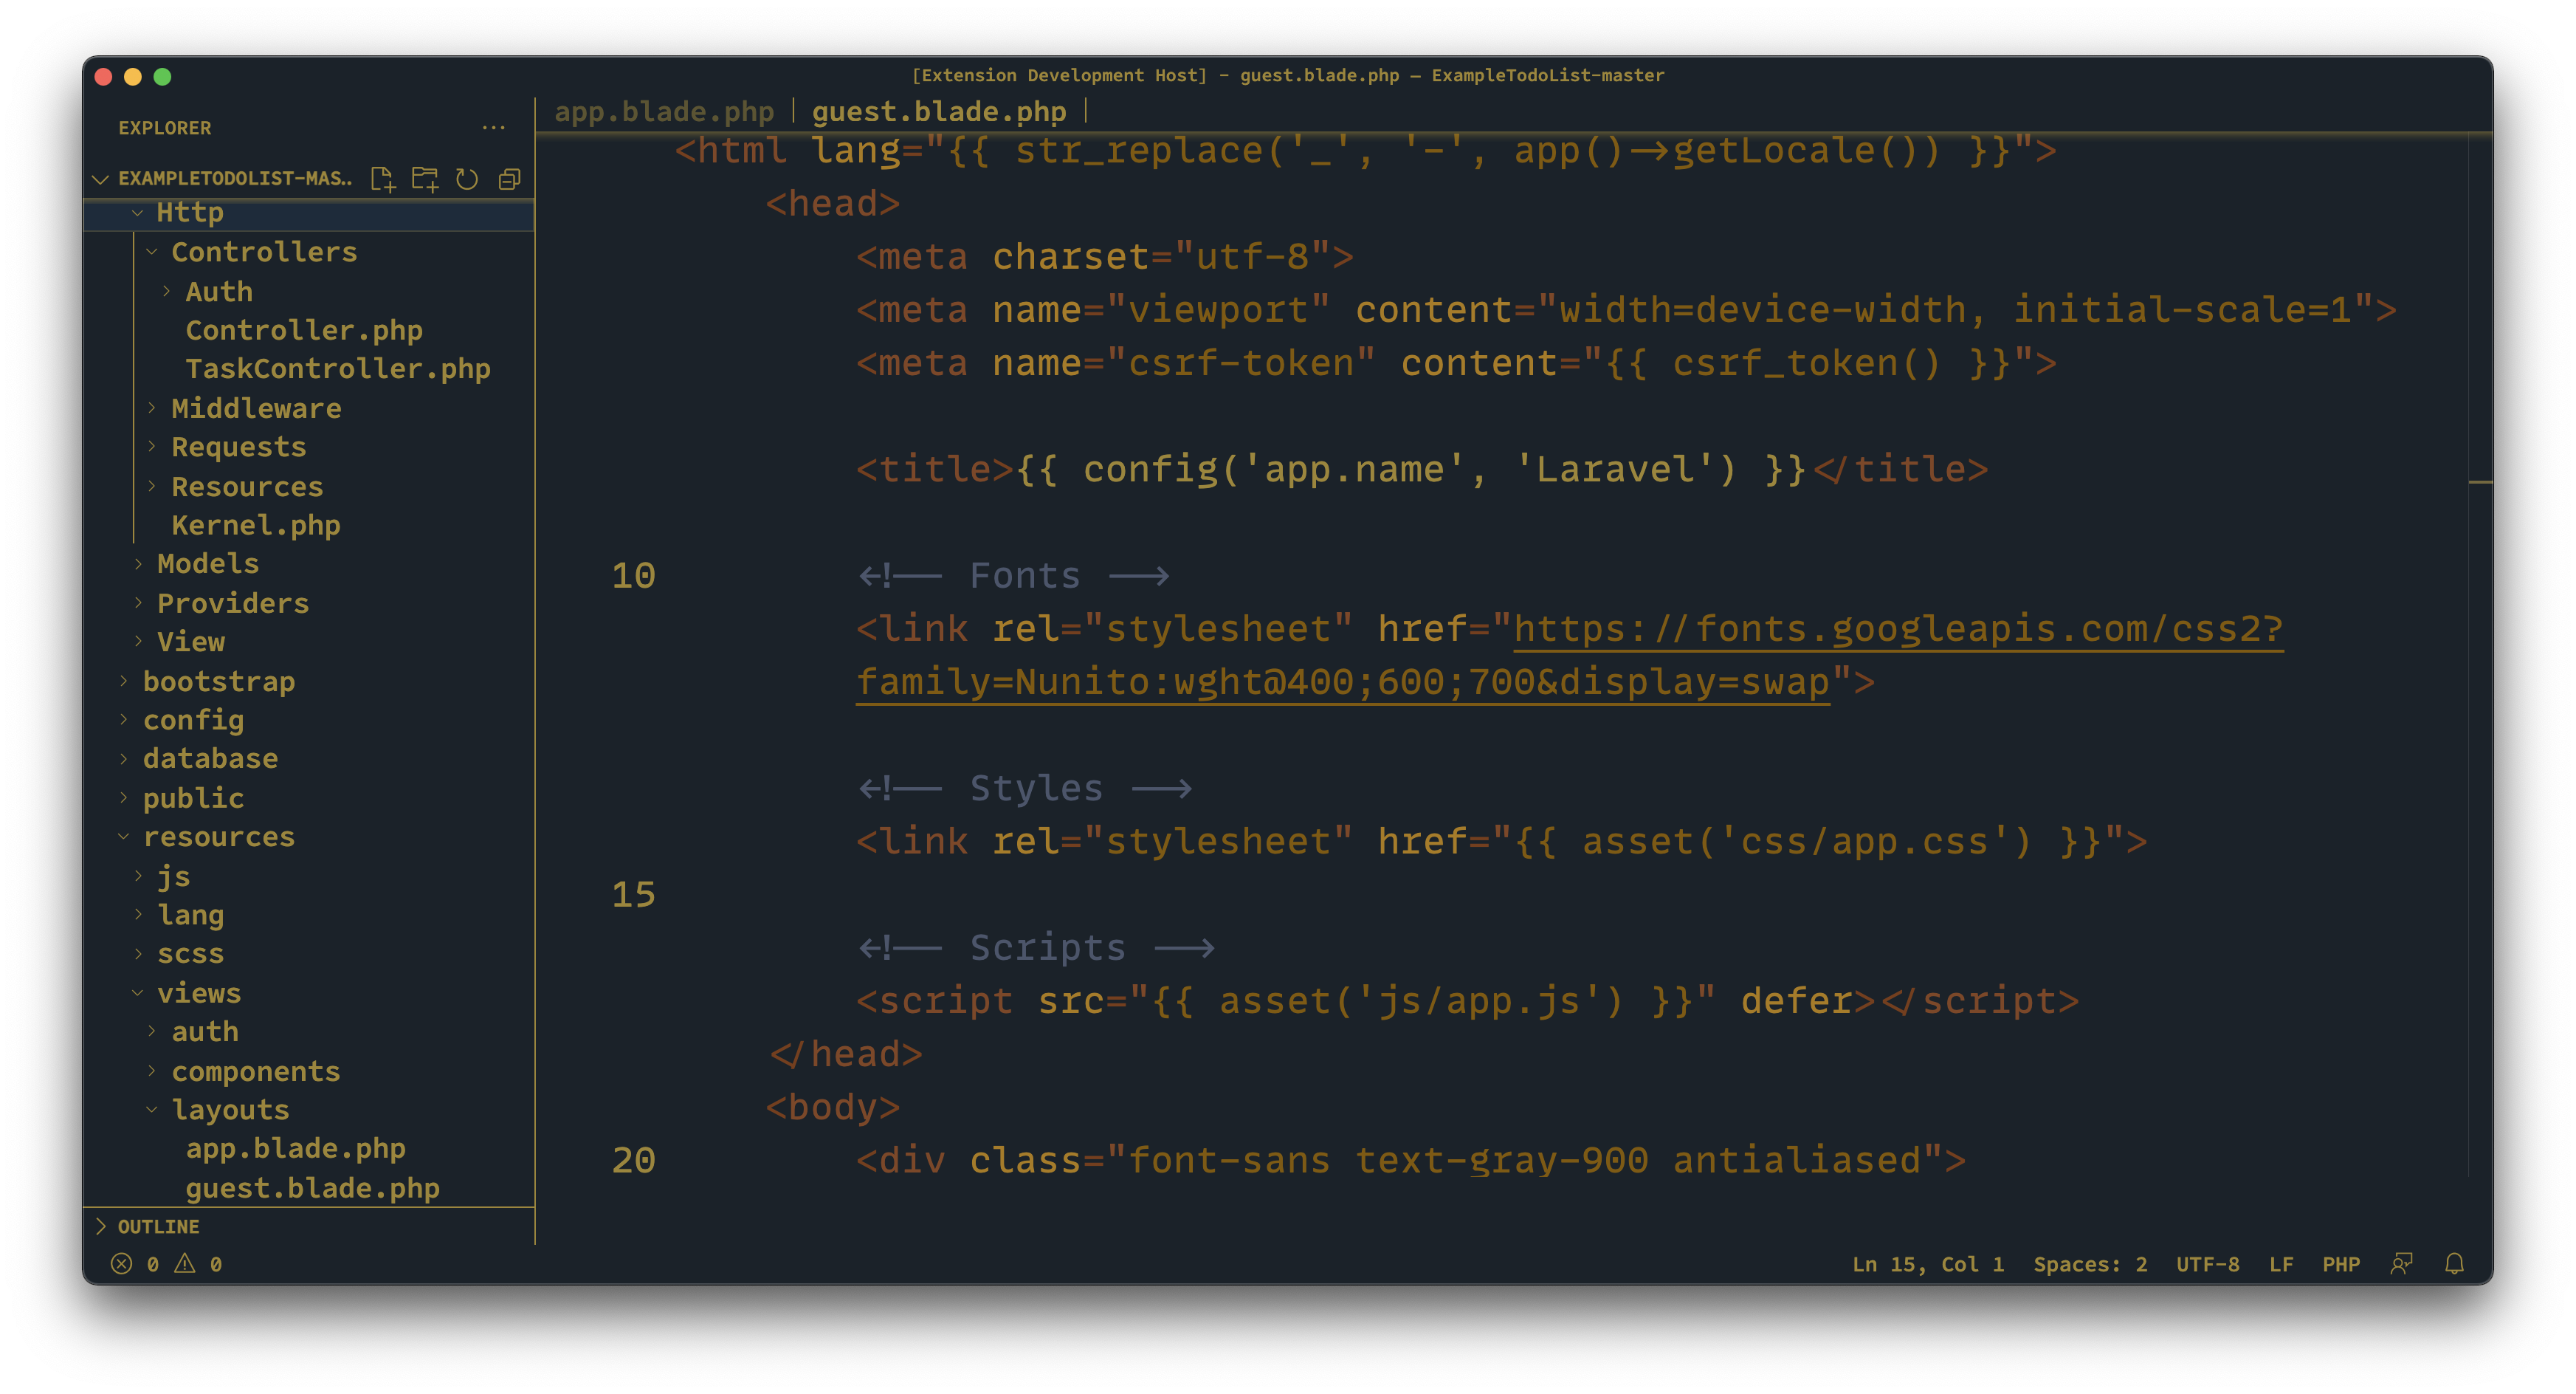 [Extension Development Host] - guest.blade.php — ExampleTodoList-master
EXPLORER
EXAMPLETODOLIST-MAS..
Http
Controllers
Auth
Controller.php
TaskController.php
Middleware
Requests
Resources
Kernel.php
Models
Providers
View
bootstrap
config
database
public
resources
js
lang
scss
views
auth
components
layouts
app.blade.php
guest.blade.php
OUTLINE
app.blade.php | guest.blade.php |
<html lang="{{ str_replace('_', '-', app()->getLocale()) }}">
<head>
<meta charset="utf-8">
<meta name="viewport" content="width=device-width, initial-scale=1">
<meta name="csrf-token" content="{{ csrf_token() }}">
<title>{{ config('app.name', 'Laravel') }}</title>
10 <!-- Fonts -->
<link rel="stylesheet" href="https://fonts.googleapis.com/css2?
family=Nunito:wght@400;600;700&display=swap">
<!-- Styles -->
<link rel="stylesheet" href="{{ asset('css/app.css') }}">
15
<!-- Scripts -->
<script src="{{ asset('js/app.js') }}" defer></script>
</head>
<body>
20 <div class="font-sans text-gray-900 antialiased">
0 0
Ln 15, Col 1 Spaces: 2 UTF-8 LF PHP